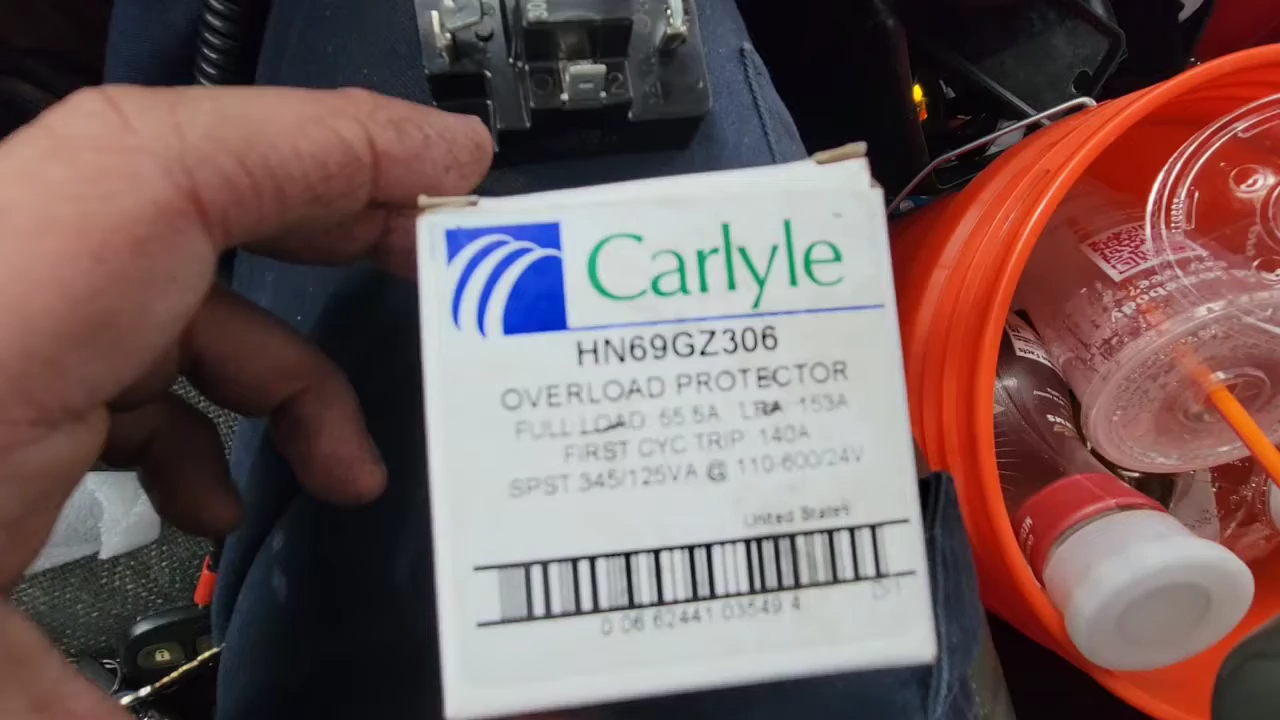 Carlyle
HN69GZ306
OVERLOAD PROTECTOR
FULL LOAD 55.5A LRA 153A
FIRST CYC TRIP 140A
SPST 345/125VA @ 110-600/24V
United States
0 06 62441 03549 4